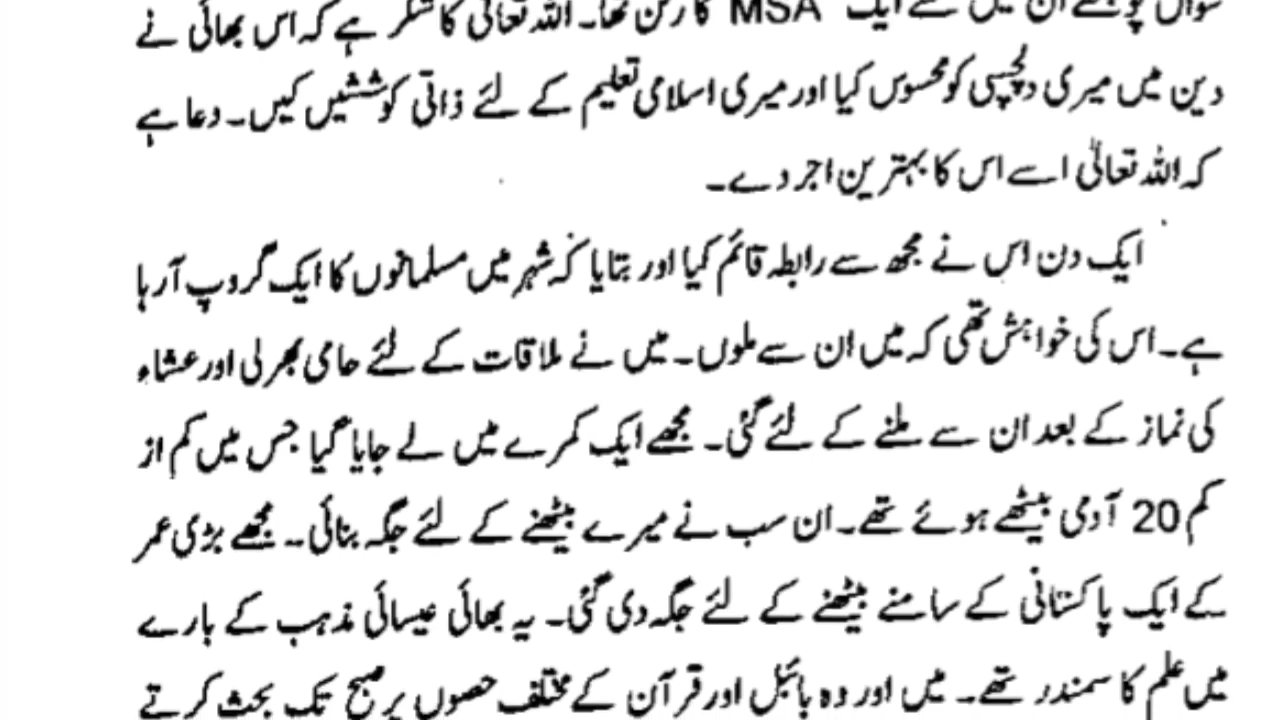 سوال پوچھے ان میں سے ایک MSA کا رکن تھا۔ اللہ تعالیٰ کا شکر ہے کہ اس بھائی نے
دین میں میری دلچسپی کو محسوس کیا اور میری اسلامی تعلیم کے لئے ذاتی کوششیں کیں۔ دعا ہے
کہ اللہ تعالیٰ اسے اس کا بہترین اجر دے۔
ایک دن اس نے مجھ سے رابطہ قائم کیا اور بتایا کہ شہر میں مسلمانوں کا ایک گروپ آ رہا
ہے۔ اس کی خواہش تھی کہ میں ان سے ملوں۔ میں نے ملاقات کے لئے حامی بھر لی اور عشاء
کی نماز کے بعد ان سے ملنے کے لئے گئی۔ مجھے ایک کمرے میں لے جایا گیا جس میں کم از
کم 20 آدمی بیٹھے ہوئے تھے۔ ان سب نے میرے بیٹھنے کے لئے جگہ بنائی۔ مجھے بڑی عمر
کے ایک پاکستانی کے سامنے بیٹھنے کے لئے جگہ دی گئی۔ یہ بھائی عیسائی مذہب کے بارے
میں علم کا سمندر تھے۔ میں اور وہ بائبل اور قرآن کے مختلف حصوں پر صبح تک بحث کرتے